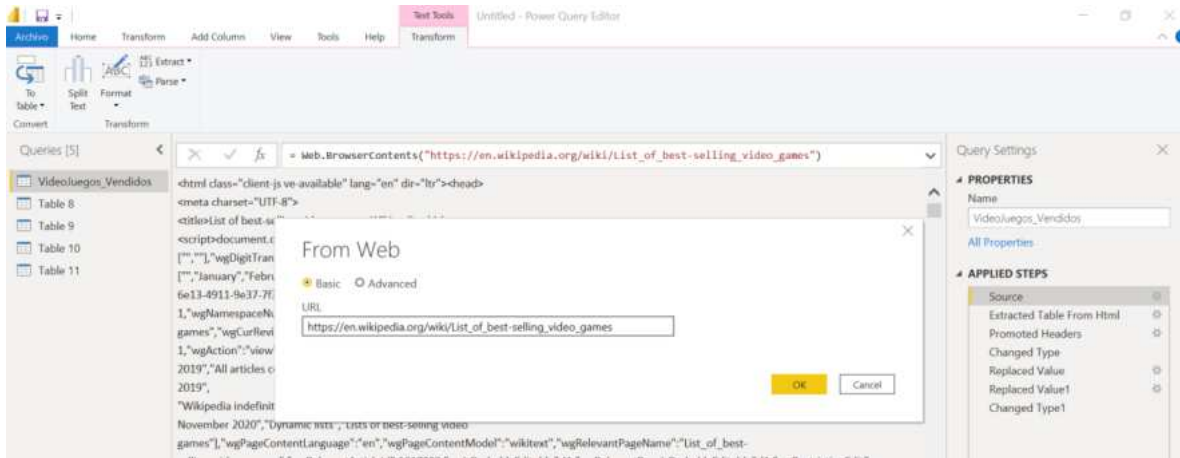 Text Tools
Untitled - Power Query Editor
Archivo Home Transform Add Column View Tools Help Transform
To Table
Split Text
Format
Extract
Parse
Convert
Transform
Queries [5]
= Web.BrowserContents("https://en.wikipedia.org/wiki/List_of_best-selling_video_games")
VideoJuegos_Vendidos
Table 8
Table 9
Table 10
Table 11
<html class="client-js ve-available" lang="en" dir="ltr"><head>
<meta charset="UTF-8">
<title>List of best-se
<script>document.c
["",""],"wgDigitTran
["","January","Febru
6e13-4911-9e37-7f
1,"wgNamespaceNu
games","wgCurRevi
1,"wgAction":"view
2019","All articles c
2019",
"Wikipedia indefinit
November 2020","Dynamic lists","Lists of best-selling video
games"],"wgPageContentLanguage":"en","wgPageContentModel":"wikitext","wgRelevantPageName":"List_of_best-
From Web
Basic Advanced
URL
https://en.wikipedia.org/wiki/List_of_best-selling_video_games
OK Cancel
Query Settings
PROPERTIES
Name
VideoJuegos_Vendidos
All Properties
APPLIED STEPS
Source
Extracted Table From Html
Promoted Headers
Changed Type
Replaced Value
Replaced Value1
Changed Type1